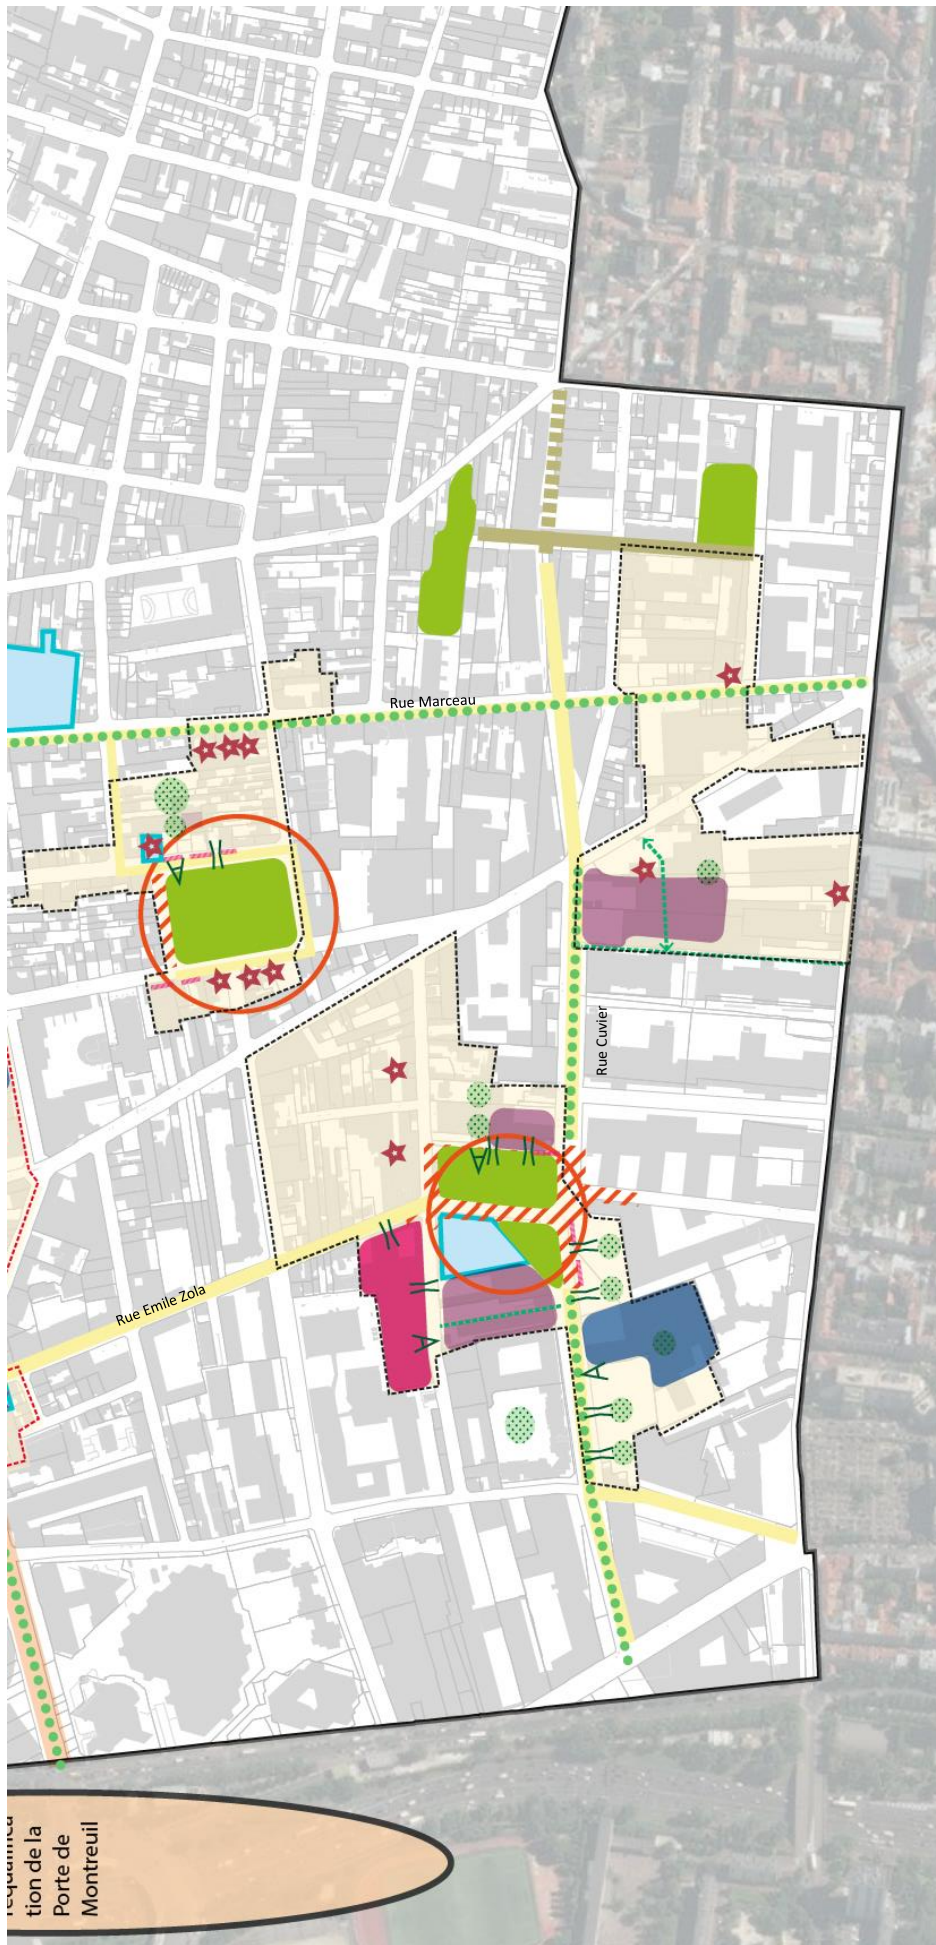 Rue Marceau
Rue Cuvier
Rue Emile Zola
tion de la
Porte de
Montreuil